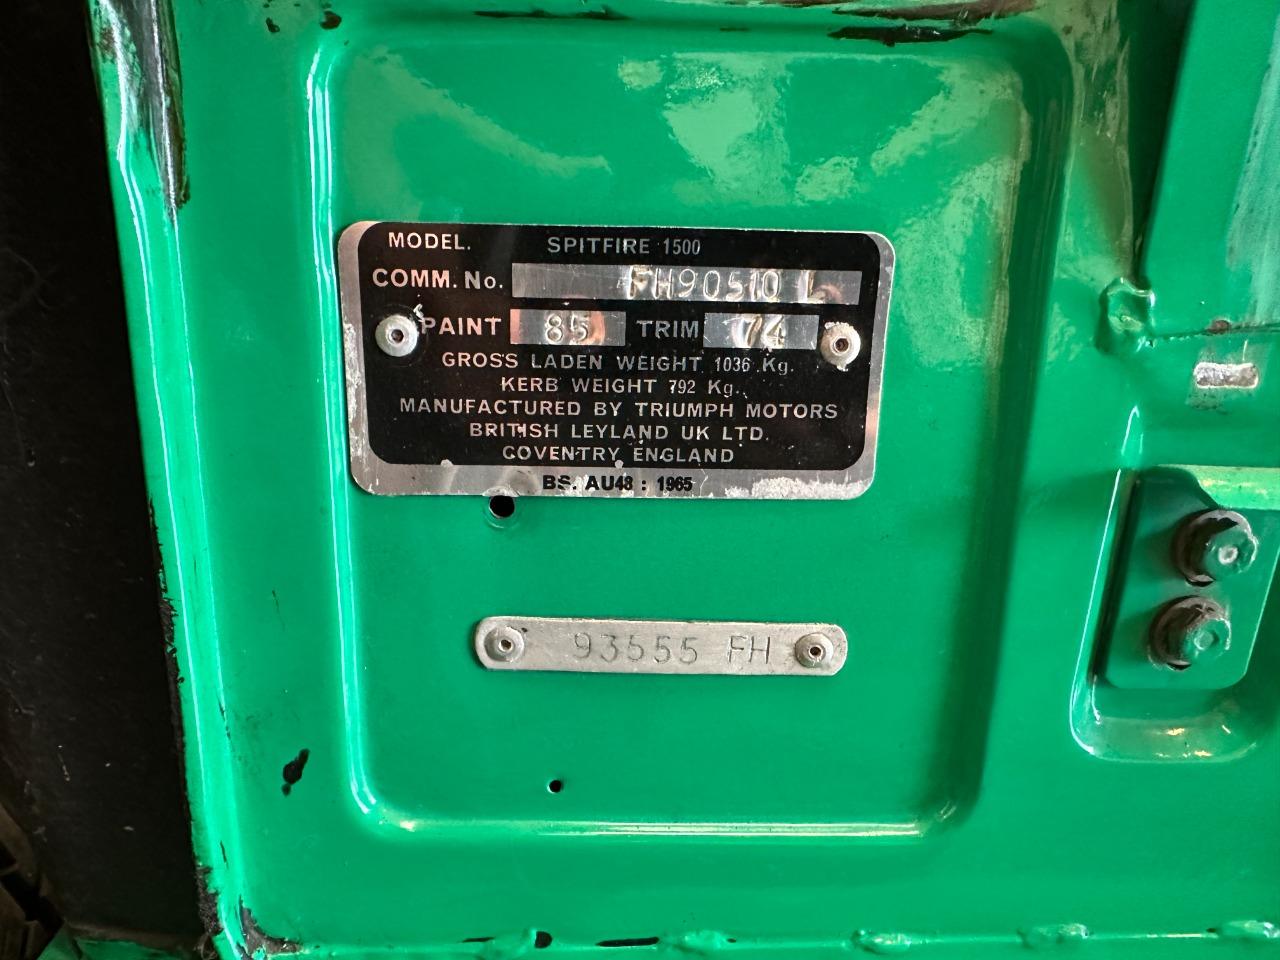 MODEL. SPITFIRE 1500
COMM. No. FH90510 L
PAINT 85 TRIM 74
GROSS LADEN WEIGHT 1036 Kg.
KERB WEIGHT 792 Kg.
MANUFACTURED BY TRIUMPH MOTORS
BRITISH LEYLAND UK LTD.
COVENTRY ENGLAND
BS. AU48 : 1965
93555 FH